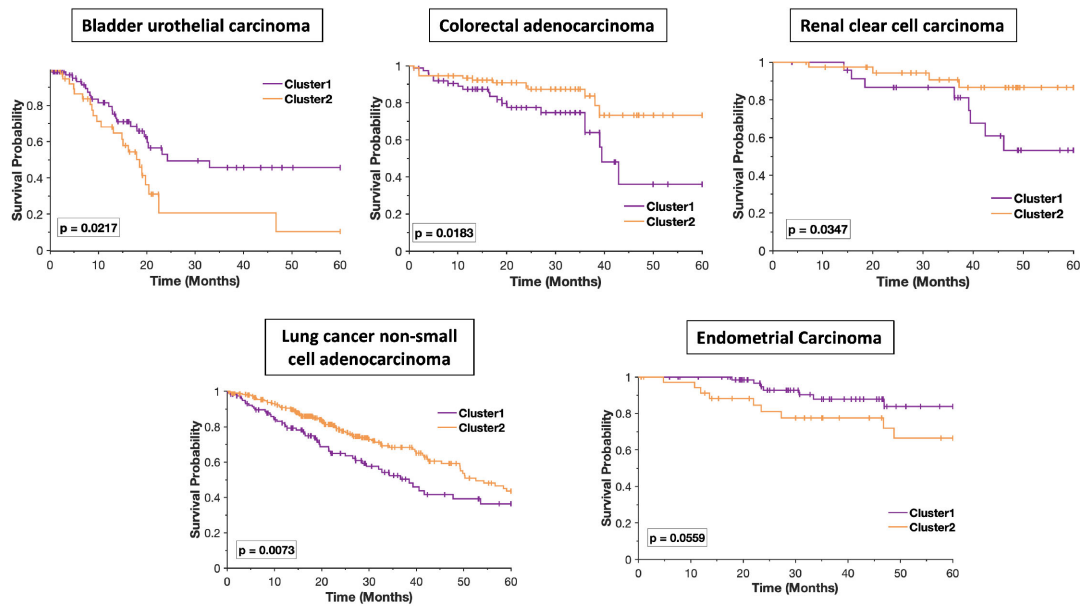 Bladder urothelial carcinoma
Colorectal adenocarcinoma
Renal clear cell carcinoma
Survival Probability
0.8
0.6
0.4
0.2
0
0
10
20
30
40
50
60
Time (Months)
Cluster1
Cluster2
p = 0.0217
Survival Probability
1
0.8
0.6
0.4
0.2
0
0
10
20
30
40
50
60
Time (Months)
Cluster1
Cluster2
p = 0.0183
Survival Probability
1
0.8
0.6
0.4
0.2
0
0
10
20
30
40
50
60
Time (Months)
Cluster1
Cluster2
p = 0.0347
Lung cancer non-small
cell adenocarcinoma
Endometrial Carcinoma
Survival Probability
1
0.8
0.6
0.4
0.2
0
0
10
20
30
40
50
60
Time (Months)
Cluster1
Cluster2
p = 0.0073
Survival Probability
1
0.8
0.6
0.4
0.2
0
0
10
20
30
40
50
60
Time (Months)
Cluster1
Cluster2
p = 0.0559